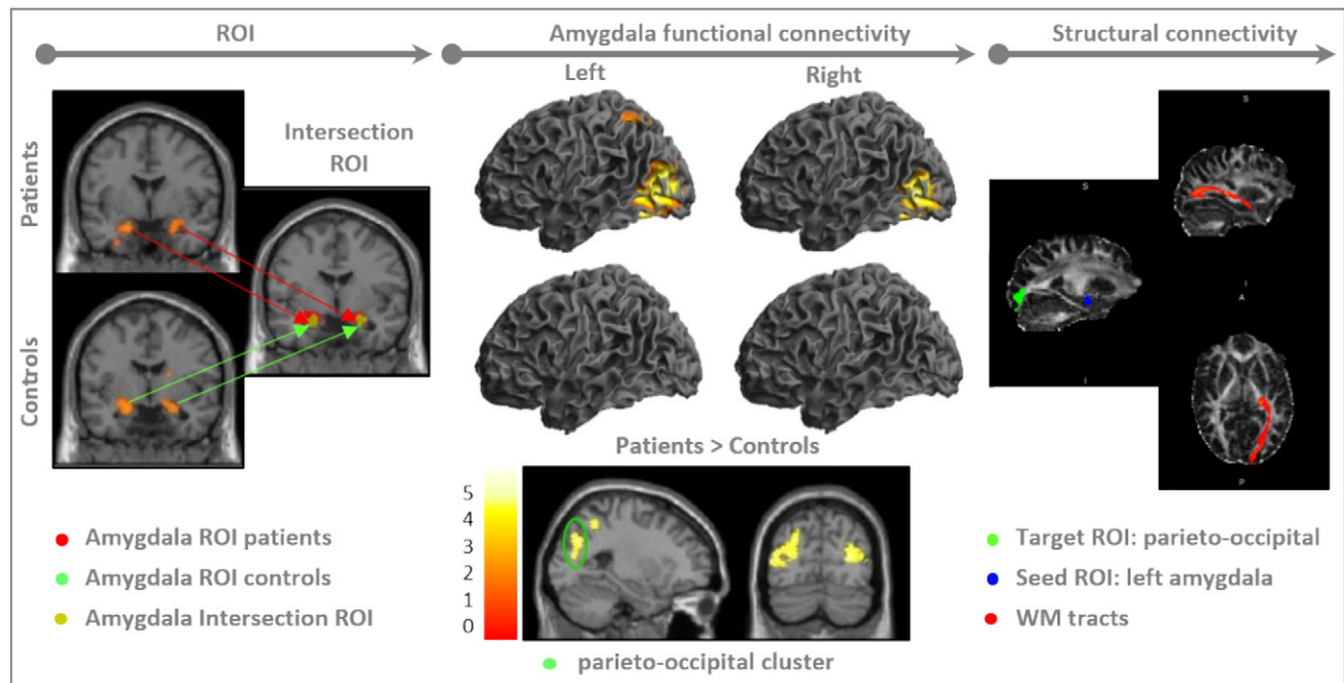 ROI
Amygdala functional connectivity
Structural connectivity
Left
Right
Patients
Controls
Intersection
ROI
Patients > Controls
5
4
3
2
1
0
S
I
S
I
A
P
Amygdala ROI patients
Amygdala ROI controls
Amygdala Intersection ROI
parieto-occipital cluster
Target ROI: parieto-occipital
Seed ROI: left amygdala
WM tracts